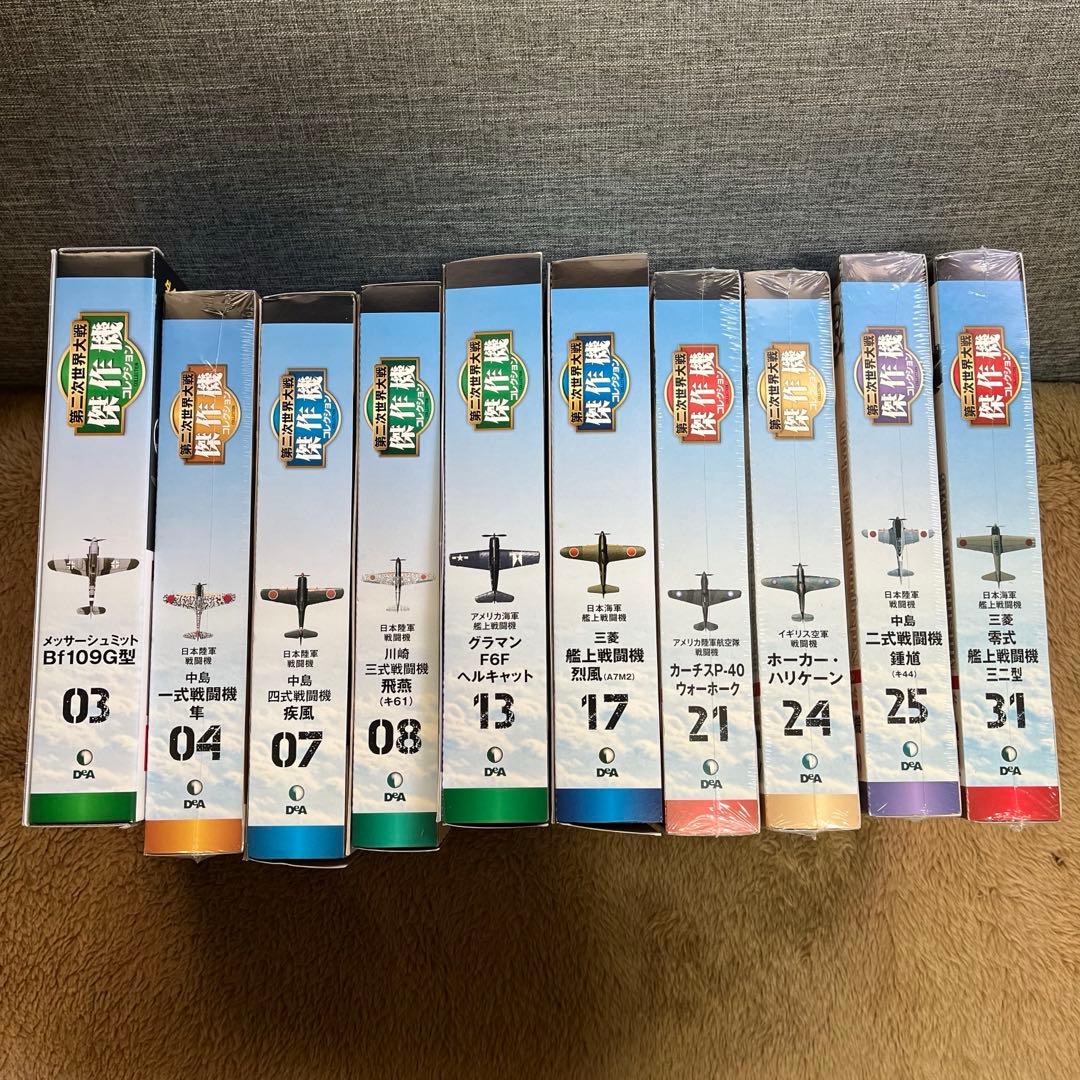 第二次世界大戦
傑作機
コレクション
メッサーシュミット
Bf109G型
03
DeA
第二次世界大戦
傑作機
コレクション
日本陸軍
戦闘機
中島
一式戦闘機
隼
04
DeA
第二次世界大戦
傑作機
コレクション
日本陸軍
戦闘機
中島
四式戦闘機
疾風
07
DeA
第二次世界大戦
傑作機
コレクション
日本陸軍
戦闘機
川崎
三式戦闘機
飛燕
(キ61)
08
DeA
第二次世界大戦
傑作機
コレクション
アメリカ海軍
艦上戦闘機
グラマン
F6F
ヘルキャット
13
DeA
第二次世界大戦
傑作機
コレクション
日本海軍
艦上戦闘機
三菱
艦上戦闘機
烈風(A7M2)
17
DeA
第二次世界大戦
傑作機
コレクション
アメリカ陸軍航空隊
戦闘機
カーチスP-40
ウォーホーク
21
DeA
第二次世界大戦
傑作機
コレクション
イギリス空軍
戦闘機
ホーカー・
ハリケーン
24
DeA
第二次世界大戦
傑作機
コレクション
日本陸軍
戦闘機
中島
二式戦闘機
鍾馗
(キ44)
25
DeA
第二次世界大戦
傑作機
コレクション
日本海軍
艦上戦闘機
三菱
零式
艦上戦闘機
三二型
31
DeA